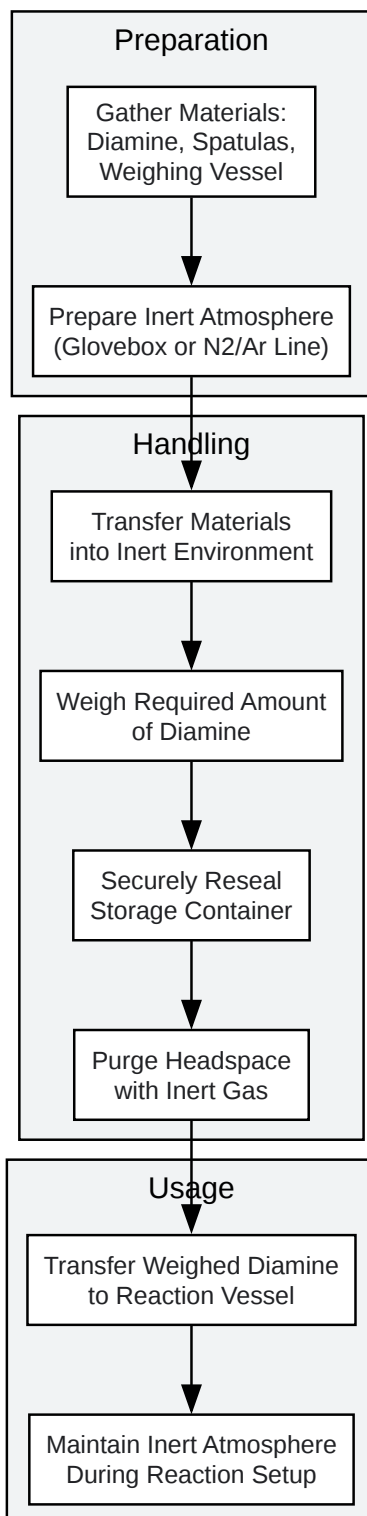 Preparation
Gather Materials:
Diamine, Spatulas,
Weighing Vessel
Prepare Inert Atmosphere
(Glovebox or N2/Ar Line)
Handling
Transfer Materials
into Inert Environment
Weigh Required Amount
of Diamine
Securely Reseal
Storage Container
Purge Headspace
with Inert Gas
Usage
Transfer Weighed Diamine
to Reaction Vessel
Maintain Inert Atmosphere
During Reaction Setup